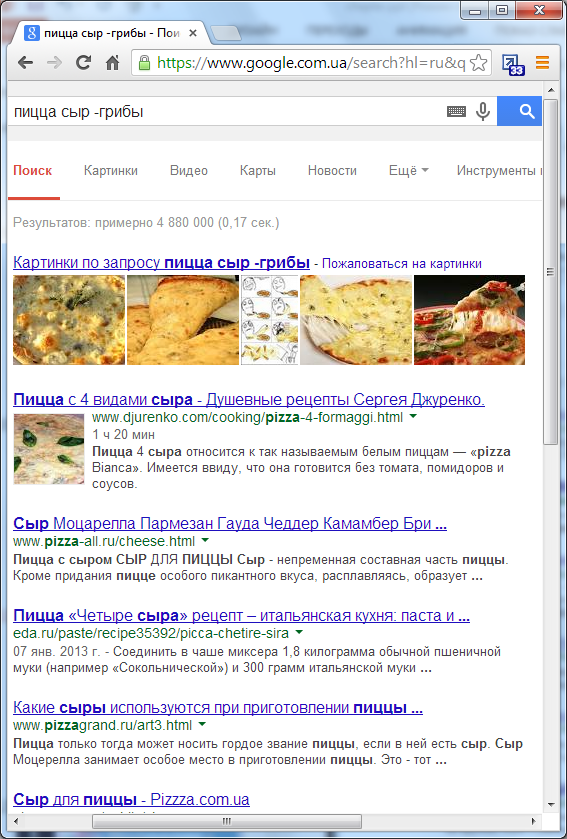 пицца сыр -грибы - Пои
https://www.google.com.ua/search?hl=ru&q
33
пицца сыр -грибы
Поиск Картинки Видео Карты Новости Ещё Инструменты
Результатов: примерно 4 880 000 (0,17 сек.)
Картинки по запросу пицца сыр -грибы - Пожаловаться на картинки
Пицца с 4 видами сыра - Душевные рецепты Сергея Джуренко.
www.djurenko.com/cooking/pizza-4-formaggi.html
1 ч 20 мин
Пицца 4 сыра относится к так называемым белым пиццам — «pizza
Bianca». Имеется ввиду, что она готовится без томата, помидоров и
соусов.
Сыр Моцарелла Пармезан Гауда Чеддер Камамбер Бри ...
www.pizza-all.ru/cheese.html
Пицца с сыром СЫР ДЛЯ ПИЦЦЫ Сыр - непременная составная часть пиццы.
Кроме придания пицце особого пикантного вкуса, расплавляясь, образует ...
Пицца «Четыре сыра» рецепт – итальянская кухня: паста и ...
eda.ru/paste/recipe35392/picca-chetire-sira
07 янв. 2013 г. - Соединить в чаше миксера 1,8 килограмма обычной пшеничной
муки (например «Сокольнической») и 300 грамм итальянской муки ...
Какие сыры используются при приготовлении пиццы ...
www.pizzagrand.ru/art3.html
Пицца только тогда может носить гордое звание пиццы, если в ней есть сыр. Сыр
Моцерелла занимает особое место в приготовлении пиццы. Это - тот ...
Сыр для пиццы - Pizzza.com.ua